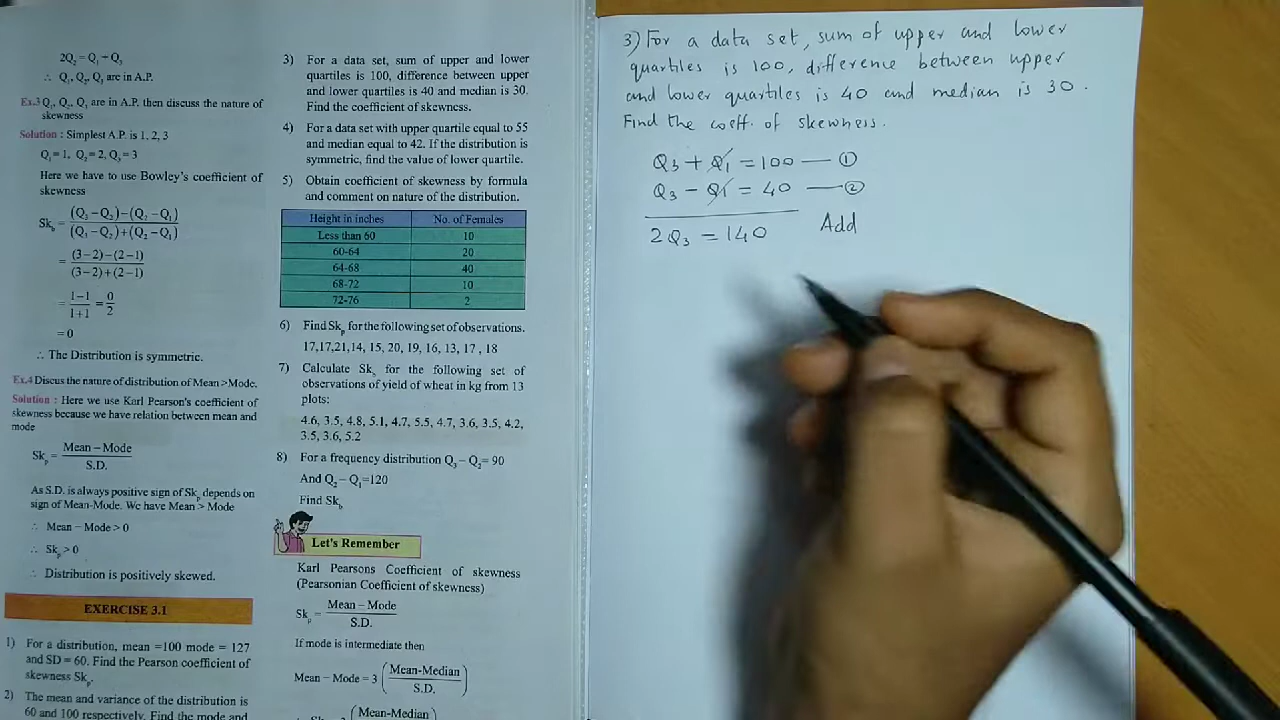 2Q₂ = Q₁ + Q₃
∴ Q₁, Q₂, Q₃ are in A.P.
Ex.3 Q₁, Q₂, Q₃ are in A.P. then discuss the nature of
skewness
Solution : Simplest A.P. is 1, 2, 3
Q₁= 1, Q₂= 2, Q₃= 3
Here we have to use Bowley's coefficient of
skewness
Sk_b = (Q₃−Q₂)−(Q₂−Q₁) / (Q₃−Q₂)+(Q₂−Q₁)
= (3−2)−(2−1) / (3−2)+(2−1)
= 1−1 / 1+1 = 0 / 2
= 0
∴ The Distribution is symmetric.
Ex.4 Discus the nature of distribution of Mean >Mode.
Solution : Here we use Karl Pearson's coefficient of
skewness because we have relation between mean and
mode
Sk_p = Mean − Mode / S.D.
As S.D. is always positive sign of Sk_p depends on
sign of Mean-Mode. We have Mean > Mode
∴ Mean − Mode > 0
∴ Sk_p > 0
∴ Distribution is positively skewed.
EXERCISE 3.1
1) For a distribution, mean =100 mode = 127
and SD = 60. Find the Pearson coefficient of
skewness Sk_p.
2) The mean and variance of the distribution is
60 and 100 respectively. Find the mode and
3) For a data set, sum of upper and lower
quartiles is 100, difference between upper
and lower quartiles is 40 and median is 30.
Find the coefficient of skewness.
4) For a data set with upper quartile equal to 55
and median equal to 42. If the distribution is
symmetric, find the value of lower quartile.
5) Obtain coefficient of skewness by formula
and comment on nature of the distribution.
Height in inches No. of Females
Less than 60 10
60-64 20
64-68 40
68-72 10
72-76 2
6) Find Sk_p for the following set of observations.
17,17,21,14, 15, 20, 19, 16, 13, 17 , 18
7) Calculate Sk for the following set of
observations of yield of wheat in kg from 13
plots:
4.6, 3.5, 4.8, 5.1, 4.7, 5.5, 4.7, 3.6, 3.5, 4.2,
3.5, 3.6, 5.2
8) For a frequency distribution Q₃ − Q₂= 90
And Q₂ − Q₁=120
Find Sk_b
Let's Remember
Karl Pearsons Coefficient of skewness
(Pearsonian Coefficient of skewness)
Sk_p = Mean − Mode / S.D.
If mode is intermediate then
Mean − Mode = 3 (Mean-Median / S.D.)
(Mean-Median
3) For a data set, sum of upper and lower
quartiles is 100, difference between upper
and lower quartiles is 40 and median is 30.
Find the coeff. of skewness.
Q₃ + Q₁ = 100 — ①
Q₃ − Q₁ = 40 — ②
2Q₃ = 140 Add